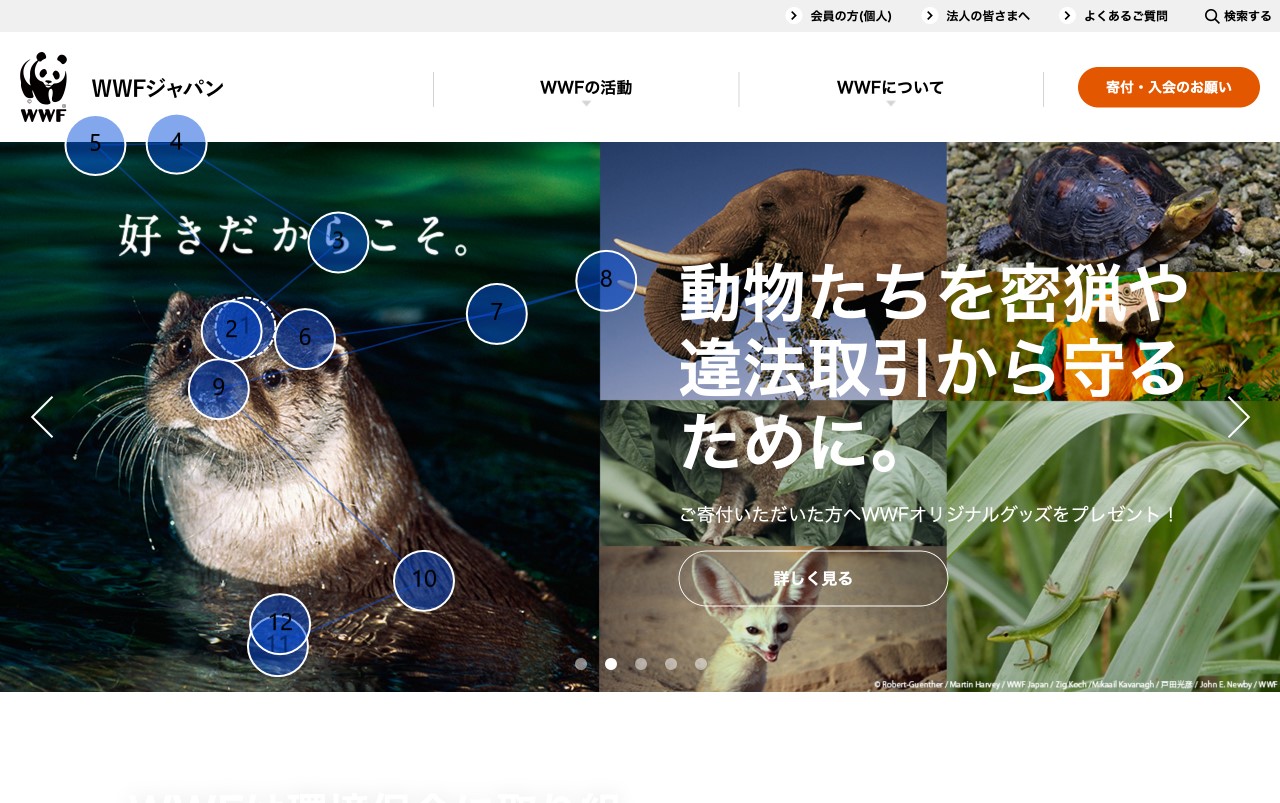 会員の方(個人)
法人の皆さまへ
よくあるご質問
検索する
WWF
WWFジャパン
WWFの活動
WWFについて
寄付・入会のお願い
5
4
好きだからこそ。
3
8
7
2
1
6
9
10
12
11
動物たちを密猟や
違法取引から守る
ために。
ご寄付いただいた方へWWFオリジナルグッズをプレゼント！
詳しく見る
© Robert-Guenther / Martin Harvey / WWF Japan / Zig Koch /Mikaail Kavanagh / 戸田光彦 / John E. Newby / WWF